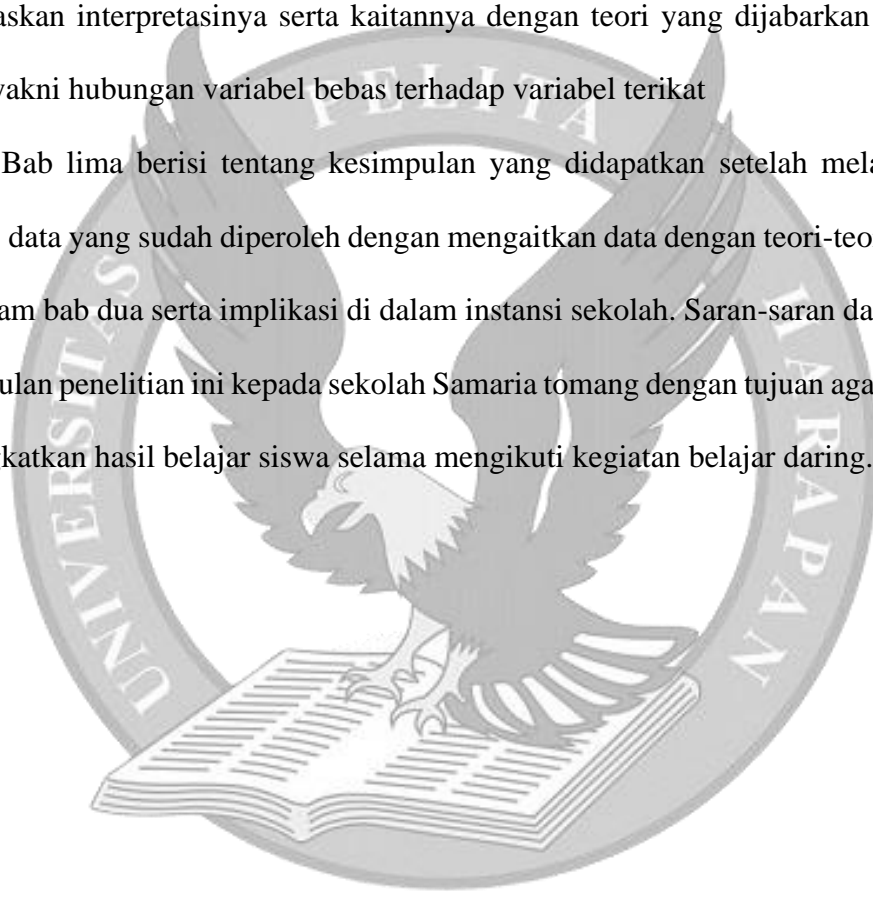 askan interpretasinya serta kaitannya dengan teori yang dijabarkan
yakni hubungan variabel bebas terhadap variabel terikat
Bab lima berisi tentang kesimpulan yang didapatkan setelah mela
data yang sudah diperoleh dengan mengaitkan data dengan teori-teo
am bab dua serta implikasi di dalam instansi sekolah. Saran-saran da
ulan penelitian ini kepada sekolah Samaria tomang dengan tujuan aga
gkatkan hasil belajar siswa selama mengikuti kegiatan belajar daring.
UNIVERSITAS PELITA HARAPAN